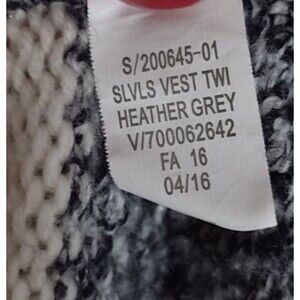 S/200645-01
SLVLS VEST TWI
HEATHER GREY
V/700062642
FA 16
04/16